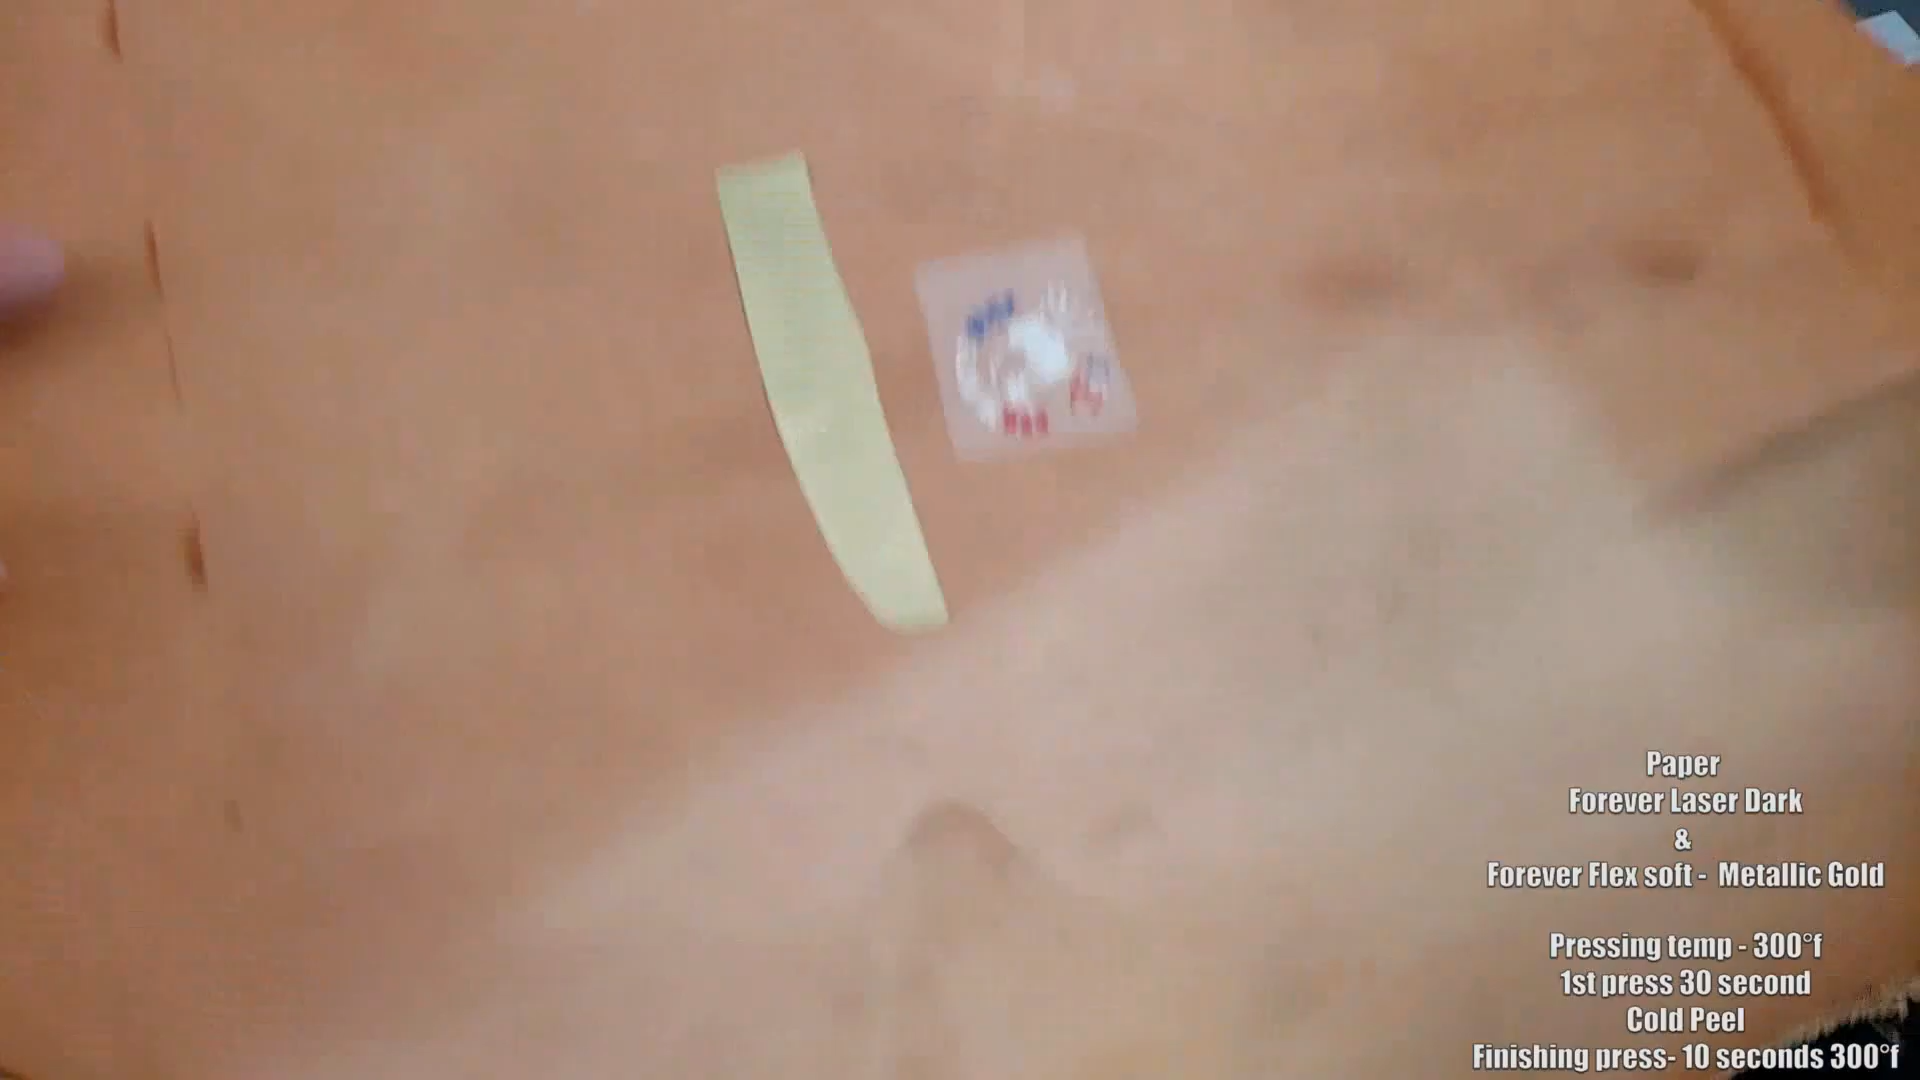 Paper
Forever Laser Dark
&
Forever Flex soft - Metallic Gold
Pressing temp - 300°f
1st press 30 second
Cold Peel
Finishing press- 10 seconds 300°f